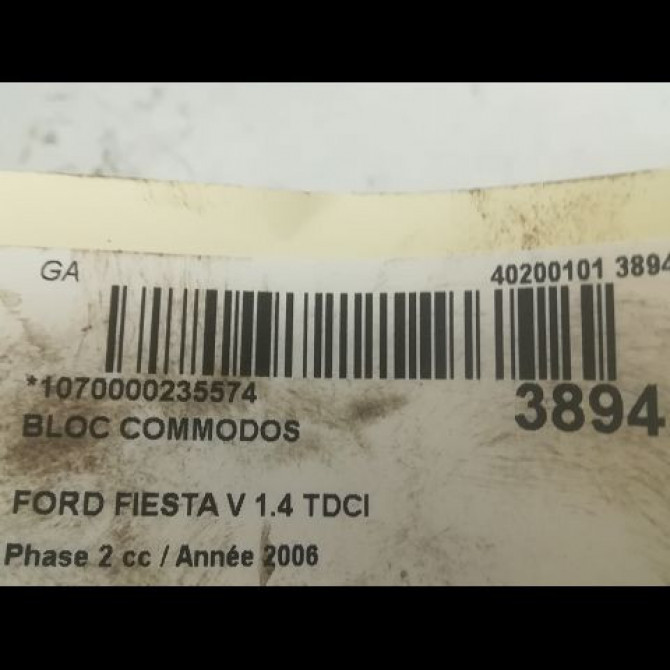 GA
40200101 3894
*1070000235574
3894
BLOC COMMODOS
FORD FIESTA V 1.4 TDCI
Phase 2 cc / Année 2006